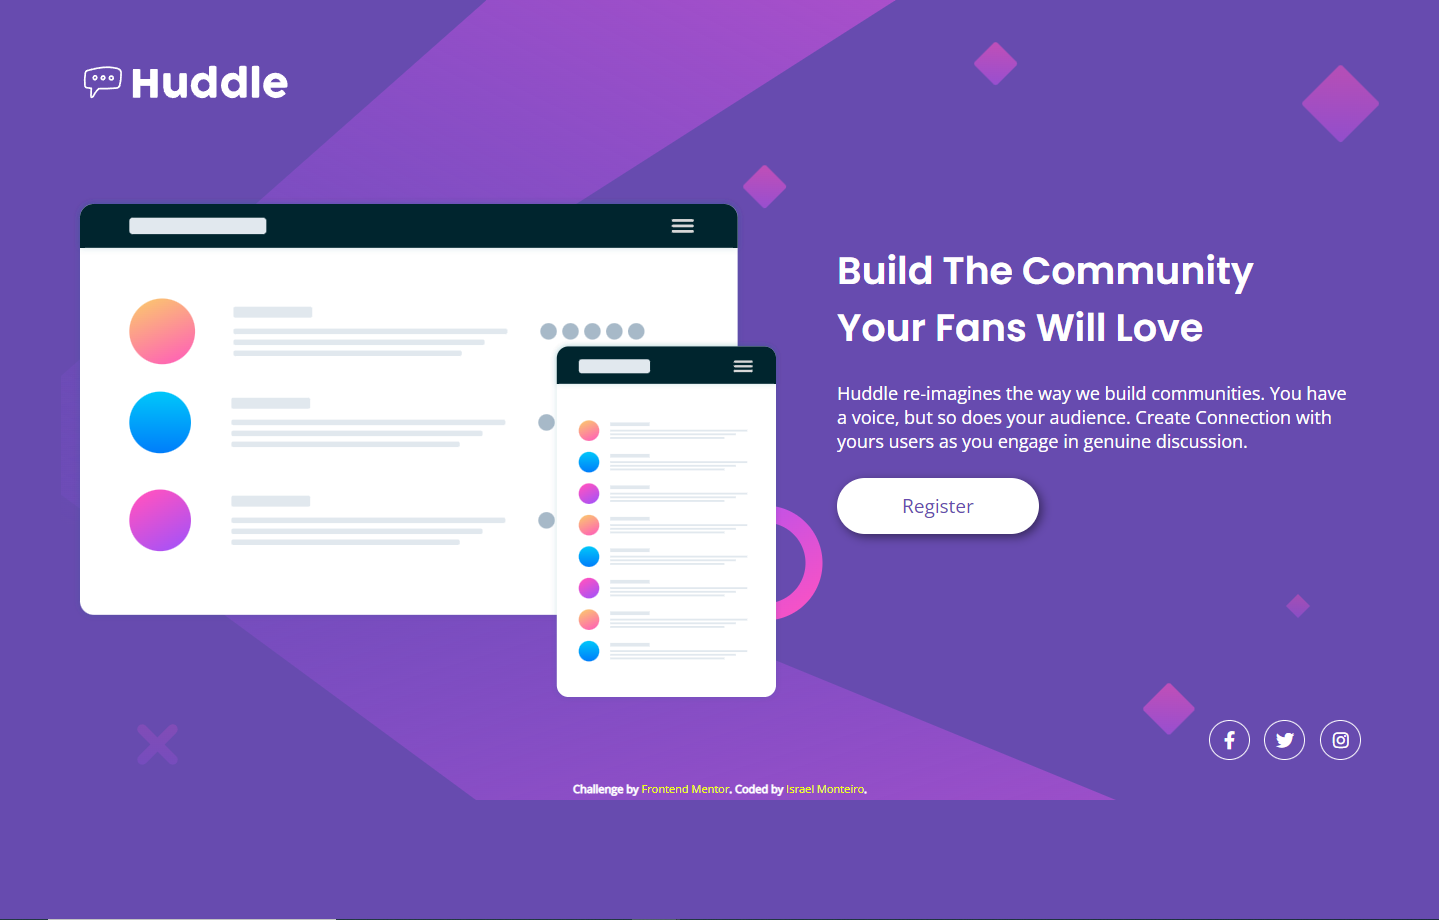 Huddle
Build The Community
Your Fans Will Love
Huddle re-imagines the way we build communities. You have
a voice, but so does your audience. Create Connection with
yours users as you engage in genuine discussion.
Register
Challenge by Frontend Mentor. Coded by Israel Monteiro.